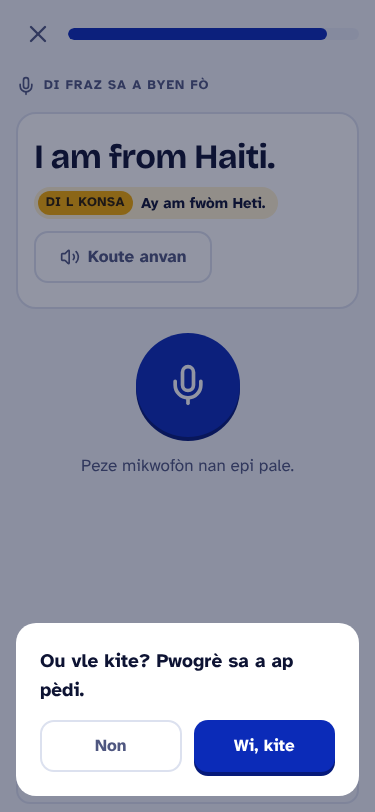 DI FRAZ SA A BYEN FÒ
I am from Haiti.
DI L KONSA Ay am fwòm Heti.
Koute anvan
Peze mikwofòn nan epi pale.
Ou vle kite? Pwogrè sa a ap
pèdi.
Non Wi, kite